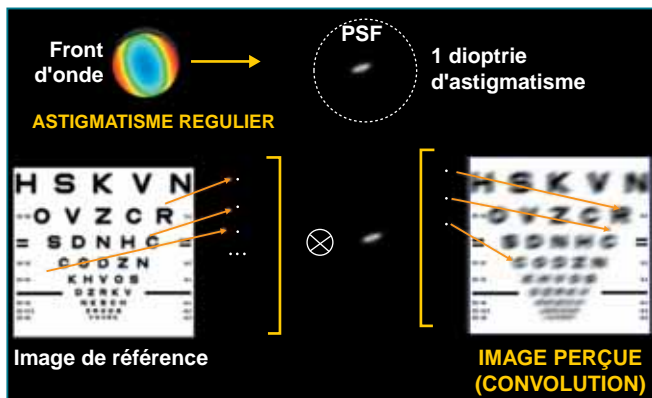 Front
d'onde
PSF
1 dioptrie
d'astigmatisme
ASTIGMATISME REGULIER
H S K V N
O V Z C R
S D N H C
C O D Z N
K H V O S
D Z R K V
H S K V N
O V Z C R
S D N H C
C O D Z N
Image de référence
IMAGE PERÇUE
(CONVOLUTION)